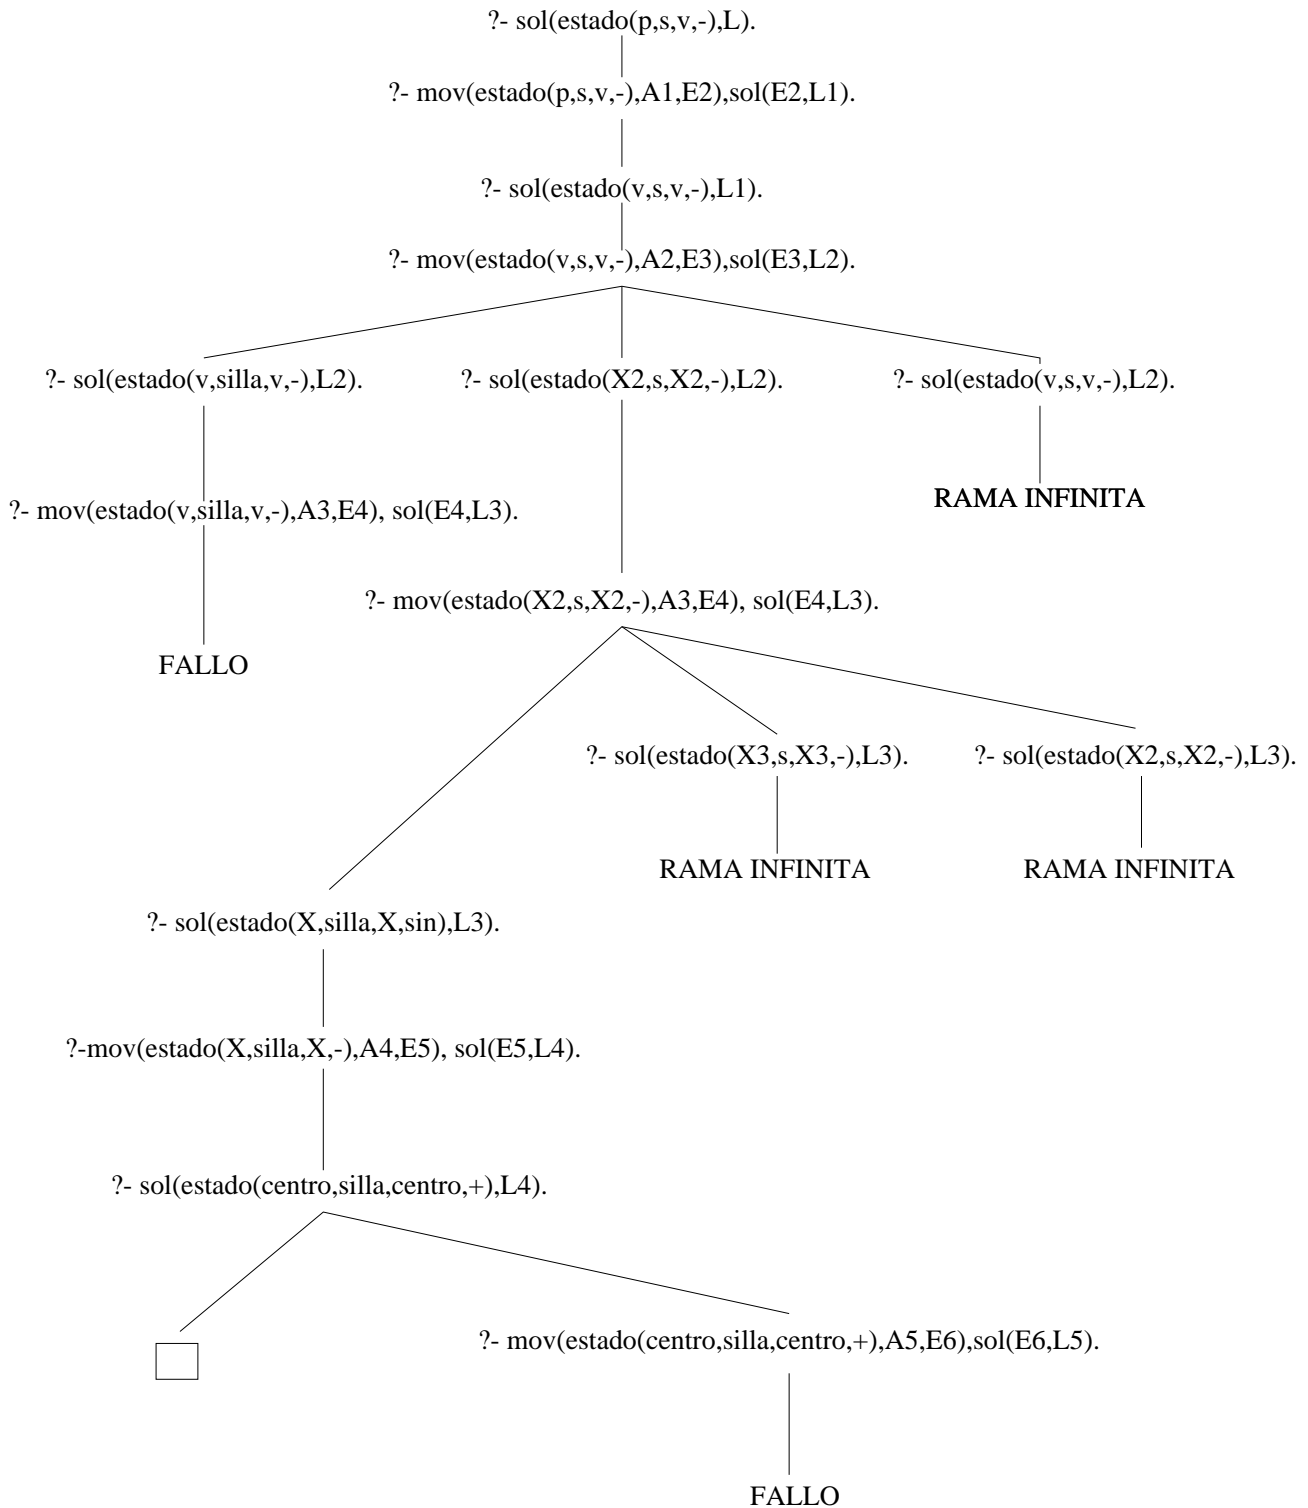 ?- sol(estado(p,s,v,-),L).
?- mov(estado(p,s,v,-),A1,E2),sol(E2,L1).
?- sol(estado(v,s,v,-),L1).
?- mov(estado(v,s,v,-),A2,E3),sol(E3,L2).
?- sol(estado(v,silla,v,-),L2).
?- sol(estado(X2,s,X2,-),L2).
?- sol(estado(v,s,v,-),L2).
RAMA INFINITA
?- mov(estado(v,silla,v,-),A3,E4), sol(E4,L3).
?- mov(estado(X2,s,X2,-),A3,E4), sol(E4,L3).
FALLO
?- sol(estado(X3,s,X3,-),L3).
?- sol(estado(X2,s,X2,-),L3).
RAMA INFINITA
RAMA INFINITA
?- sol(estado(X,silla,X,sin),L3).
?-mov(estado(X,silla,X,-),A4,E5), sol(E5,L4).
?- sol(estado(centro,silla,centro,+),L4).
?- mov(estado(centro,silla,centro,+),A5,E6),sol(E6,L5).
FALLO